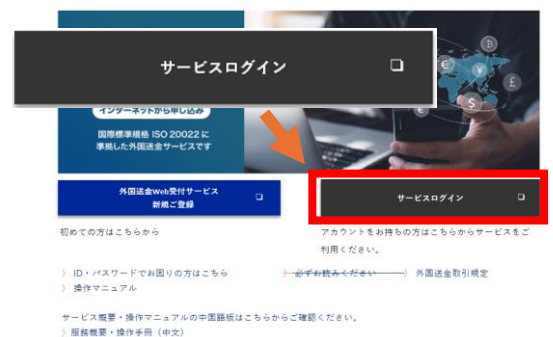 サービスログイン
インターネットから申し込み
国際標準規格 ISO 20022 に
準拠した外国送金サービスです
外国送金Web受付サービス
新規ご登録
サービスログイン
初めての方はこちらから
アカウントをお持ちの方はこちらからサービスをご
利用ください。
〉 ID・パスワードでお困りの方はこちら
〉 必ずお読みください
〉 外国送金取引規定
〉 操作マニュアル
サービス概要・操作マニュアルの中国語版はこちらからご確認ください。
〉 服務概要・操作手冊（中文）